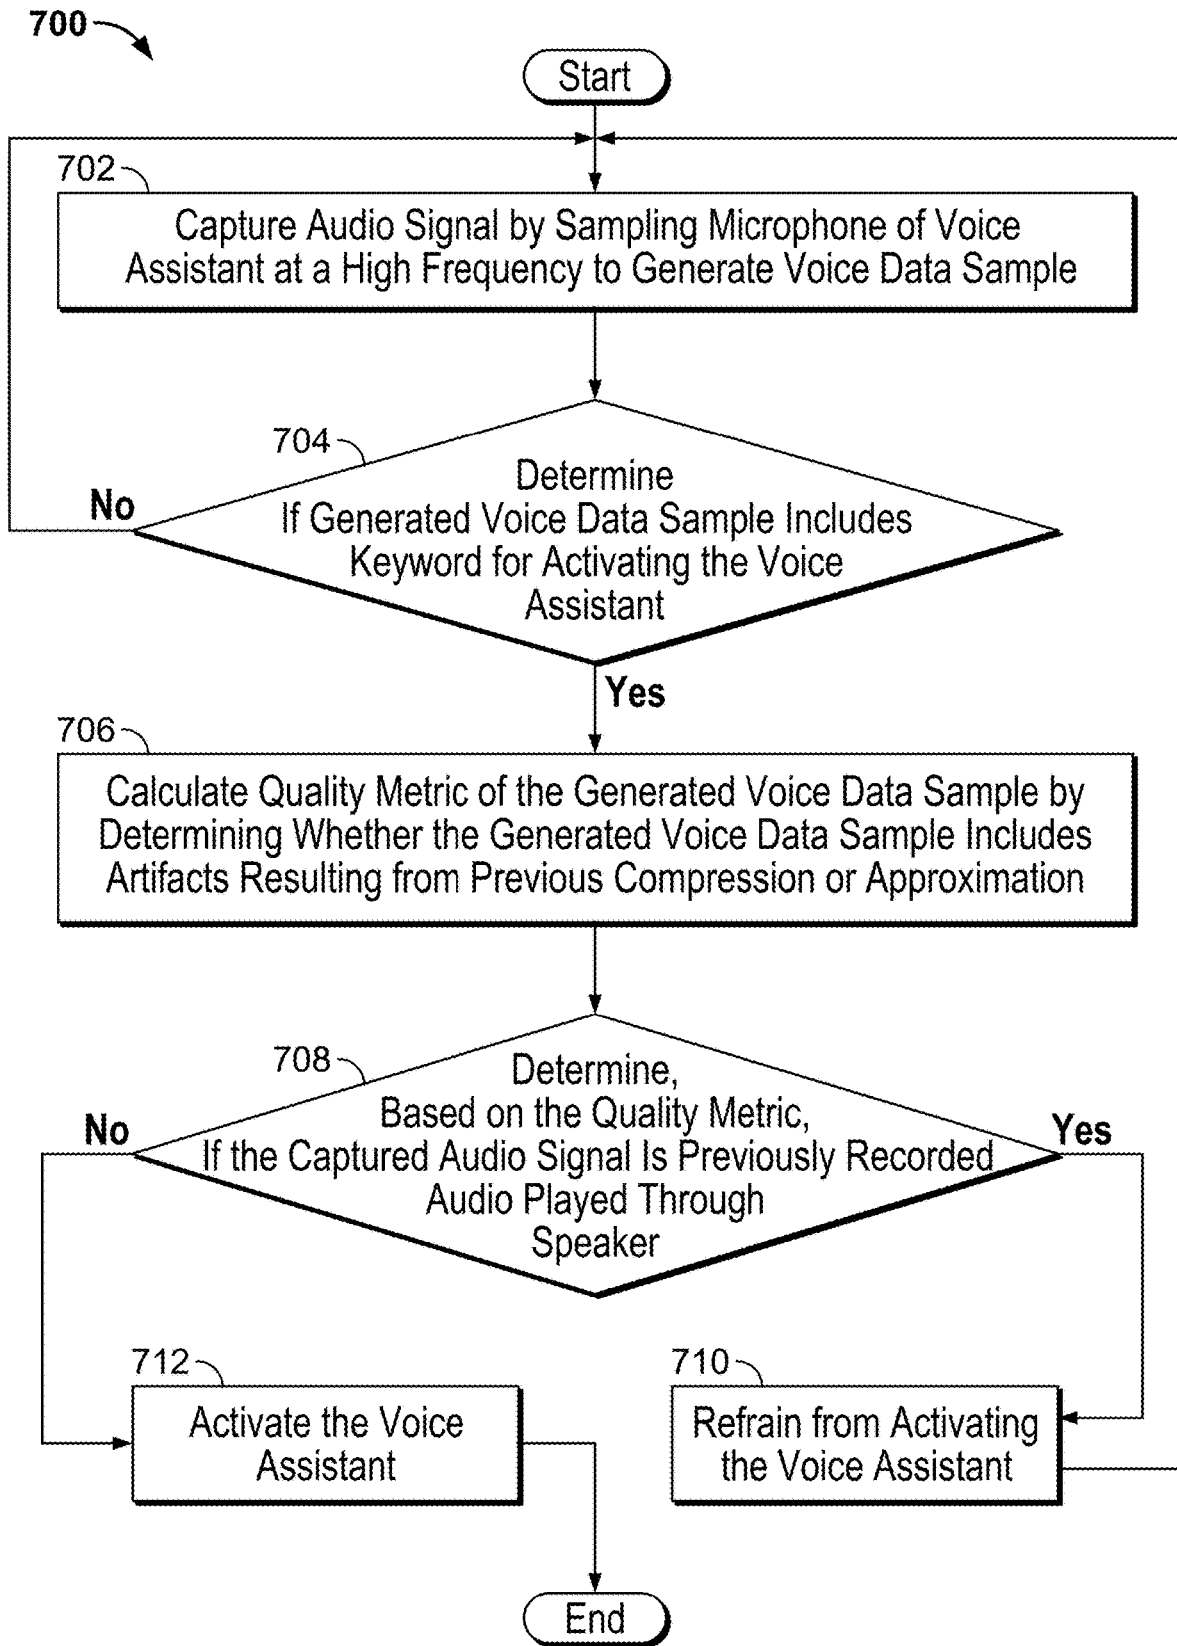 700
Start
702
Capture Audio Signal by Sampling Microphone of Voice
Assistant at a High Frequency to Generate Voice Data Sample
704
Determine
If Generated Voice Data Sample Includes
Keyword for Activating the Voice
Assistant
No
Yes
706
Calculate Quality Metric of the Generated Voice Data Sample by
Determining Whether the Generated Voice Data Sample Includes
Artifacts Resulting from Previous Compression or Approximation
708
Determine,
Based on the Quality Metric,
If the Captured Audio Signal Is Previously Recorded
Audio Played Through
Speaker
No
Yes
712
Activate the Voice
Assistant
710
Refrain from Activating
the Voice Assistant
End